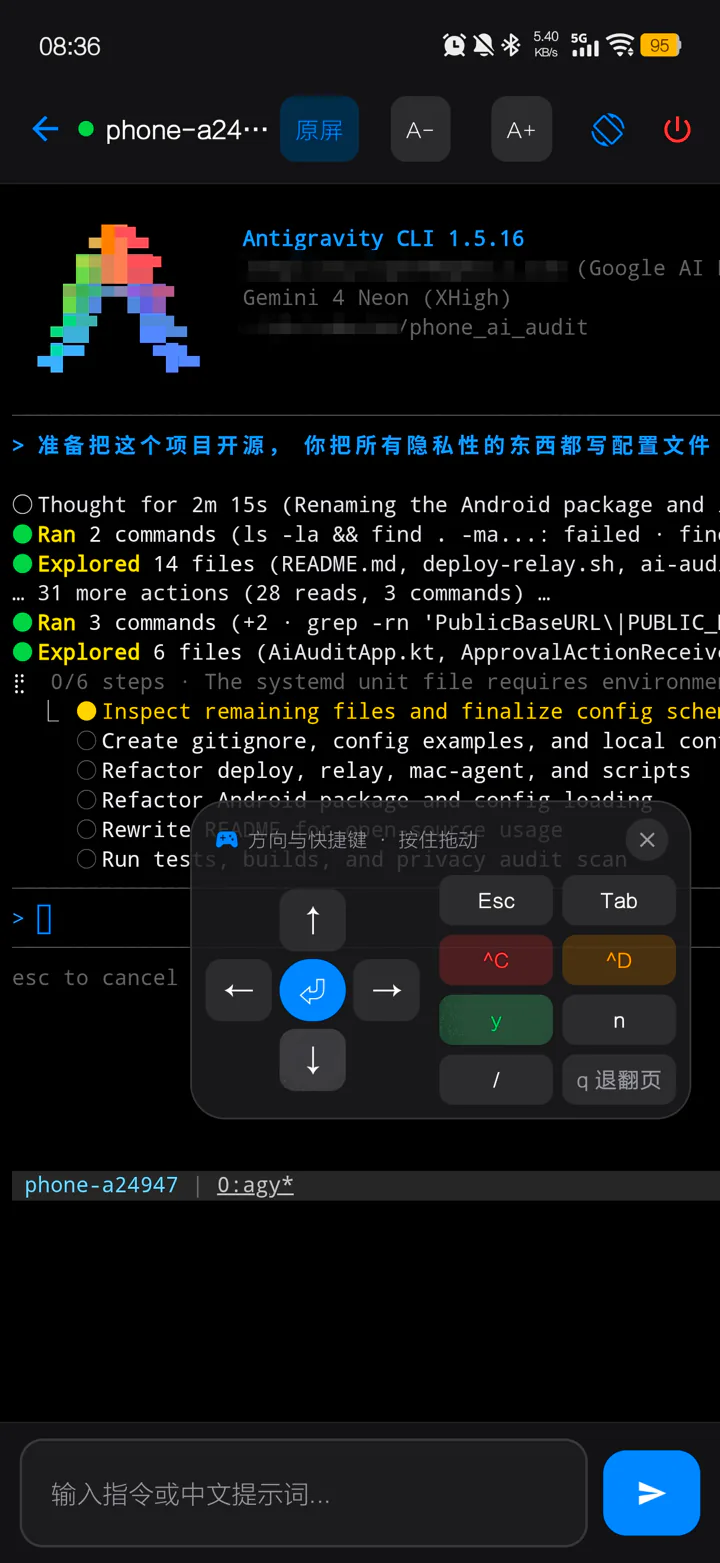 08:36
5.40 KB/s 5G 95
phone-a24… 原屏 A- A+
Antigravity CLI 1.5.16
(Google AI
Gemini 4 Neon (XHigh)
/phone_ai_audit
> 准备把这个项目开源， 你把所有隐私性的东西都写配置文件
Thought for 2m 15s (Renaming the Android package and
Ran 2 commands (ls -la && find . -ma...: failed · fin
Explored 14 files (README.md, deploy-relay.sh, ai-aud
… 31 more actions (28 reads, 3 commands) …
Ran 3 commands (+2 · grep -rn 'PublicBaseURL\|PUBLIC_
Explored 6 files (AiAuditApp.kt, ApprovalActionReceive
0/6 steps · The systemd unit file requires environme
Inspect remaining files and finalize config sche
Create gitignore, config examples, and local con
Refactor deploy, relay, mac-agent, and scripts
Refactor Android package and config loading
Rewrite README for open source usage
Run tests, builds, and privacy audit scan
方向与快捷键 · 按住拖动 ×
>
esc to cancel
↑ Esc Tab
← → ^C ^D
y n
↓ / q 退翻页
phone-a24947 | 0:agy*
输入指令或中文提示词...